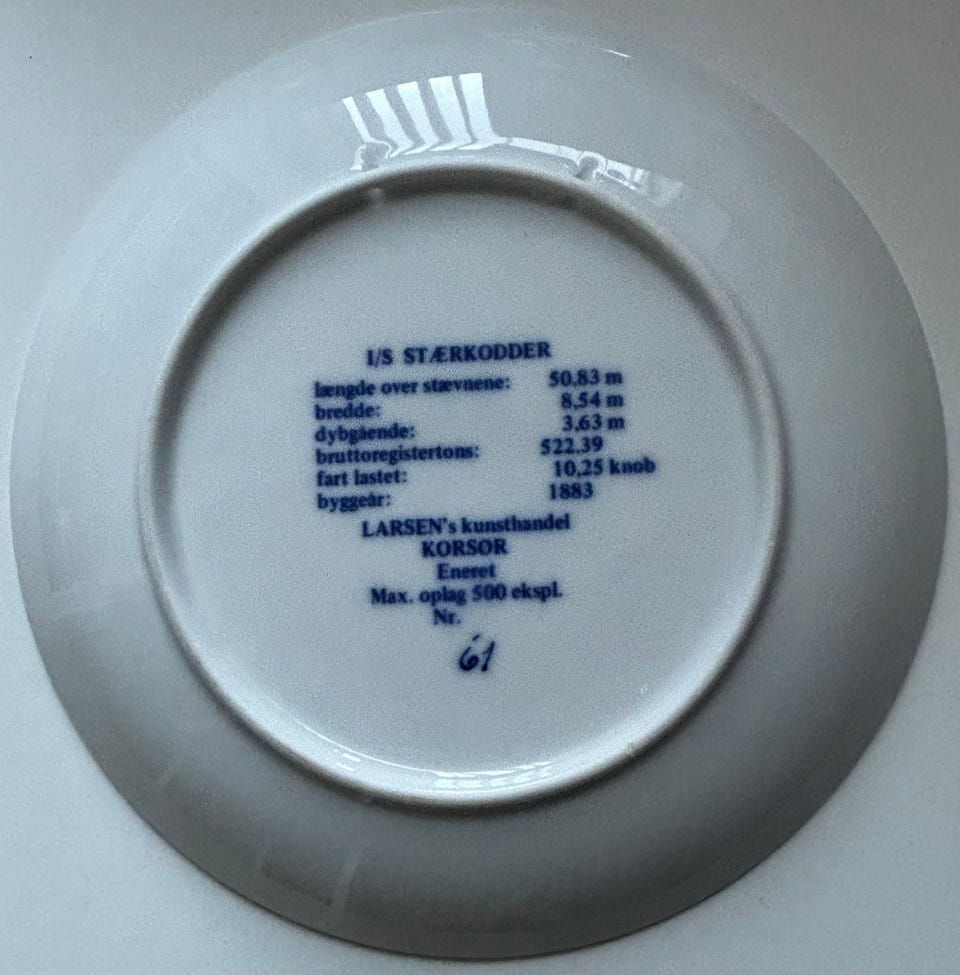 I/S STÆRKODDER
længde over stævnene: 50,83 m
bredde: 8,54 m
dybgående: 3,63 m
bruttoregistertons: 522,39
fart lastet: 10,25 knob
byggeår: 1883
LARSEN's kunsthandel
KORSØR
Eneret
Max. oplag 500 ekspl.
Nr.
61